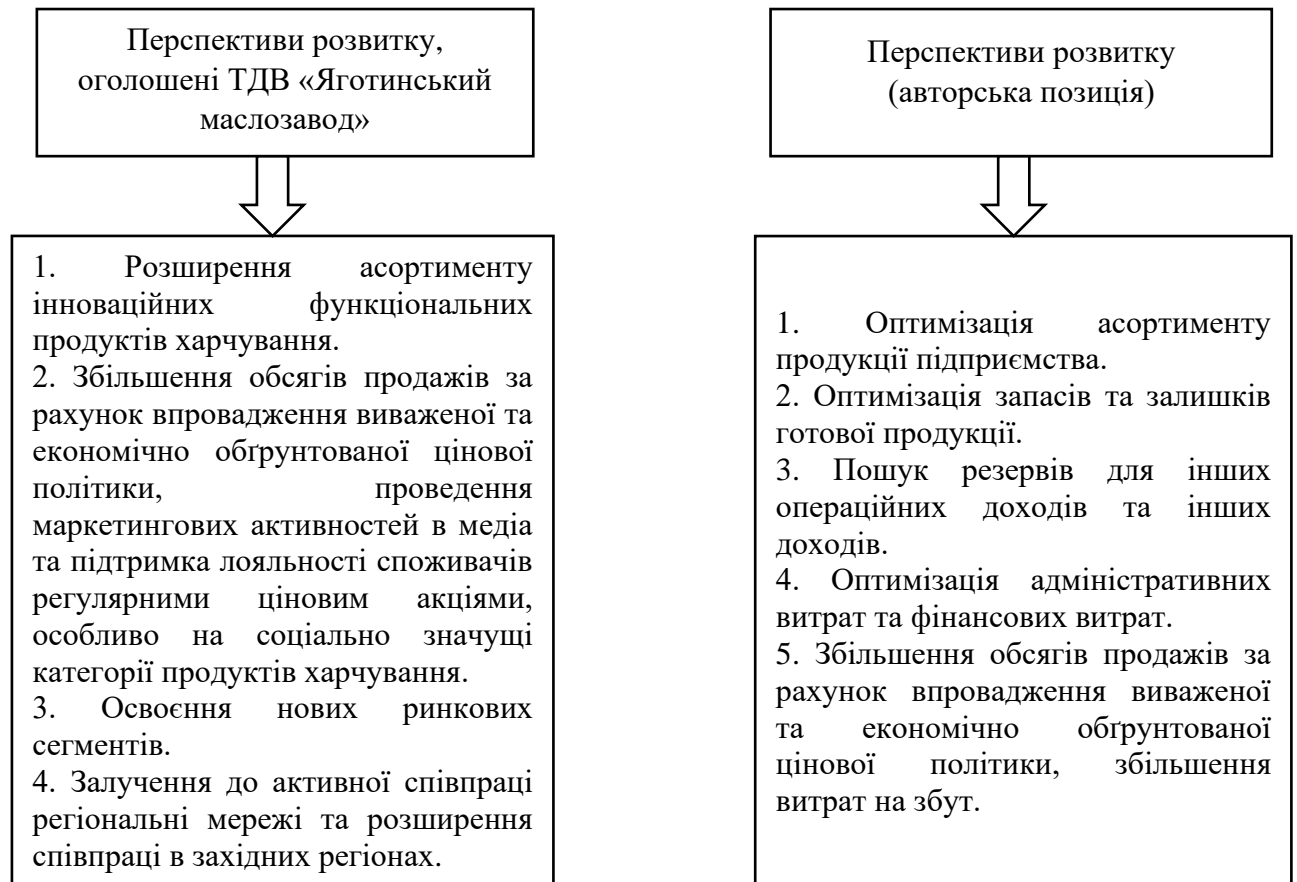 Перспективи розвитку,
оголошені ТДВ «Яготинський
маслозавод»
1. Розширення асортименту
інноваційних функціональних
продуктів харчування.
2. Збільшення обсягів продажів за
рахунок впровадження виваженої та
економічно обґрунтованої цінової
політики, проведення
маркетингових активностей в медіа
та підтримка лояльності споживачів
регулярними ціновим акціями,
особливо на соціально значущі
категорії продуктів харчування.
3. Освоєння нових ринкових
сегментів.
4. Залучення до активної співпраці
регіональні мережі та розширення
співпраці в західних регіонах.
Перспективи розвитку
(авторська позиція)
1. Оптимізація асортименту
продукції підприємства.
2. Оптимізація запасів та залишків
готової продукції.
3. Пошук резервів для інших
операційних доходів та інших
доходів.
4. Оптимізація адміністративних
витрат та фінансових витрат.
5. Збільшення обсягів продажів за
рахунок впровадження виваженої
та економічно обґрунтованої
цінової політики, збільшення
витрат на збут.